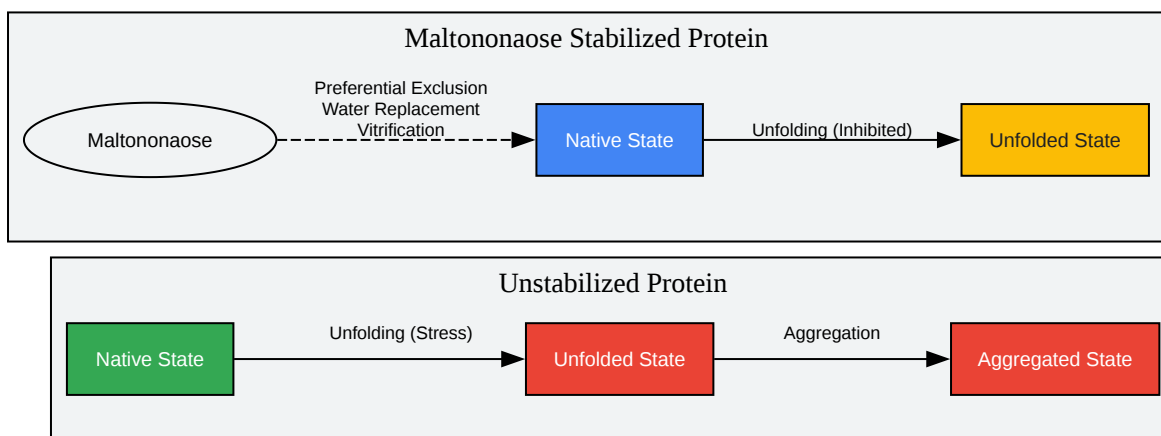 Maltononaose Stabilized Protein
Preferential Exclusion
Water Replacement
Vitrification
Maltononaose
Native State
Unfolding (Inhibited)
Unfolded State
Unstabilized Protein
Native State
Unfolding (Stress)
Unfolded State
Aggregation
Aggregated State